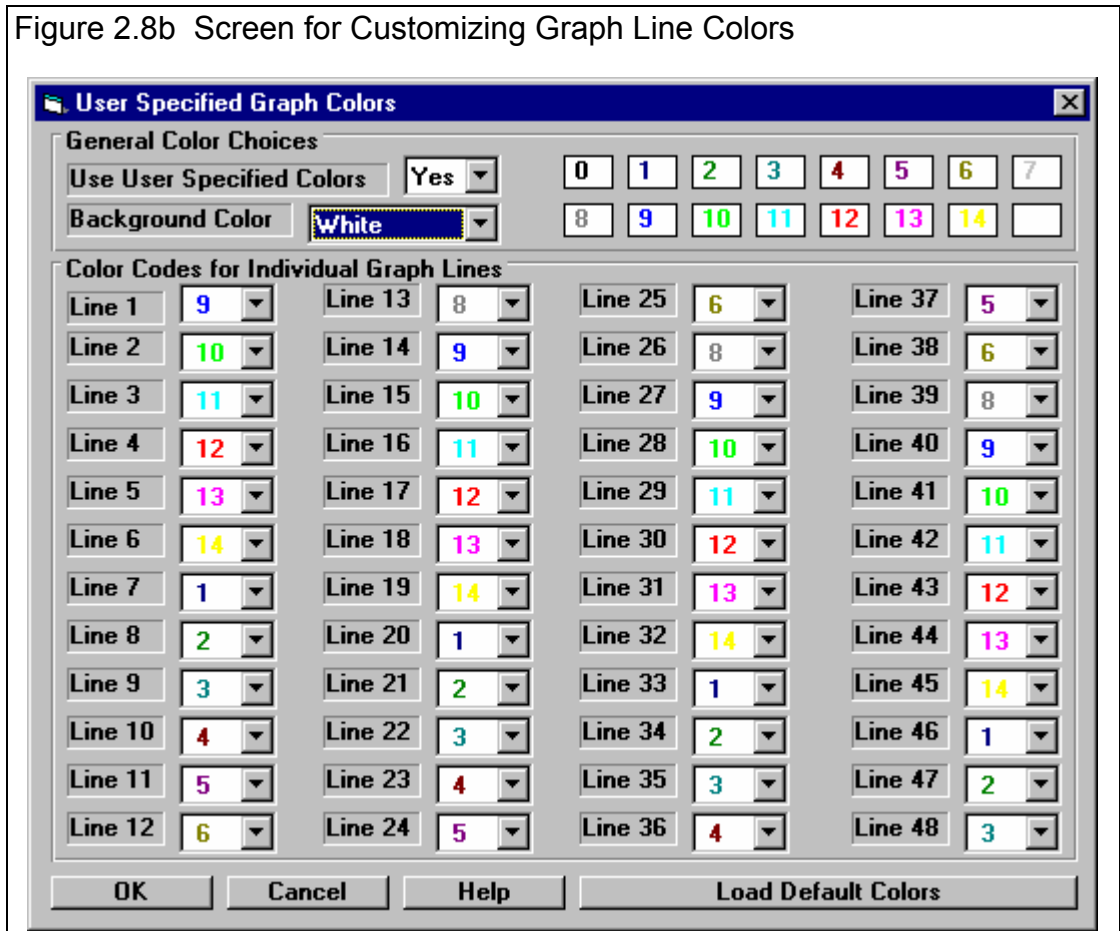 Figure 2.8b Screen for Customizing Graph Line Colors
User Specified Graph Colors
General Color Choices
Use User Specified Colors Yes 0 1 2 3 4 5 6 7
Background Color White 8 9 10 11 12 13 14
Color Codes for Individual Graph Lines
Line 1 9 Line 13 8 Line 25 6 Line 37 5
Line 2 10 Line 14 9 Line 26 8 Line 38 6
Line 3 11 Line 15 10 Line 27 9 Line 39 8
Line 4 12 Line 16 11 Line 28 10 Line 40 9
Line 5 13 Line 17 12 Line 29 11 Line 41 10
Line 6 14 Line 18 13 Line 30 12 Line 42 11
Line 7 1 Line 19 14 Line 31 13 Line 43 12
Line 8 2 Line 20 1 Line 32 14 Line 44 13
Line 9 3 Line 21 2 Line 33 1 Line 45 14
Line 10 4 Line 22 3 Line 34 2 Line 46 1
Line 11 5 Line 23 4 Line 35 3 Line 47 2
Line 12 6 Line 24 5 Line 36 4 Line 48 3
OK Cancel Help Load Default Colors